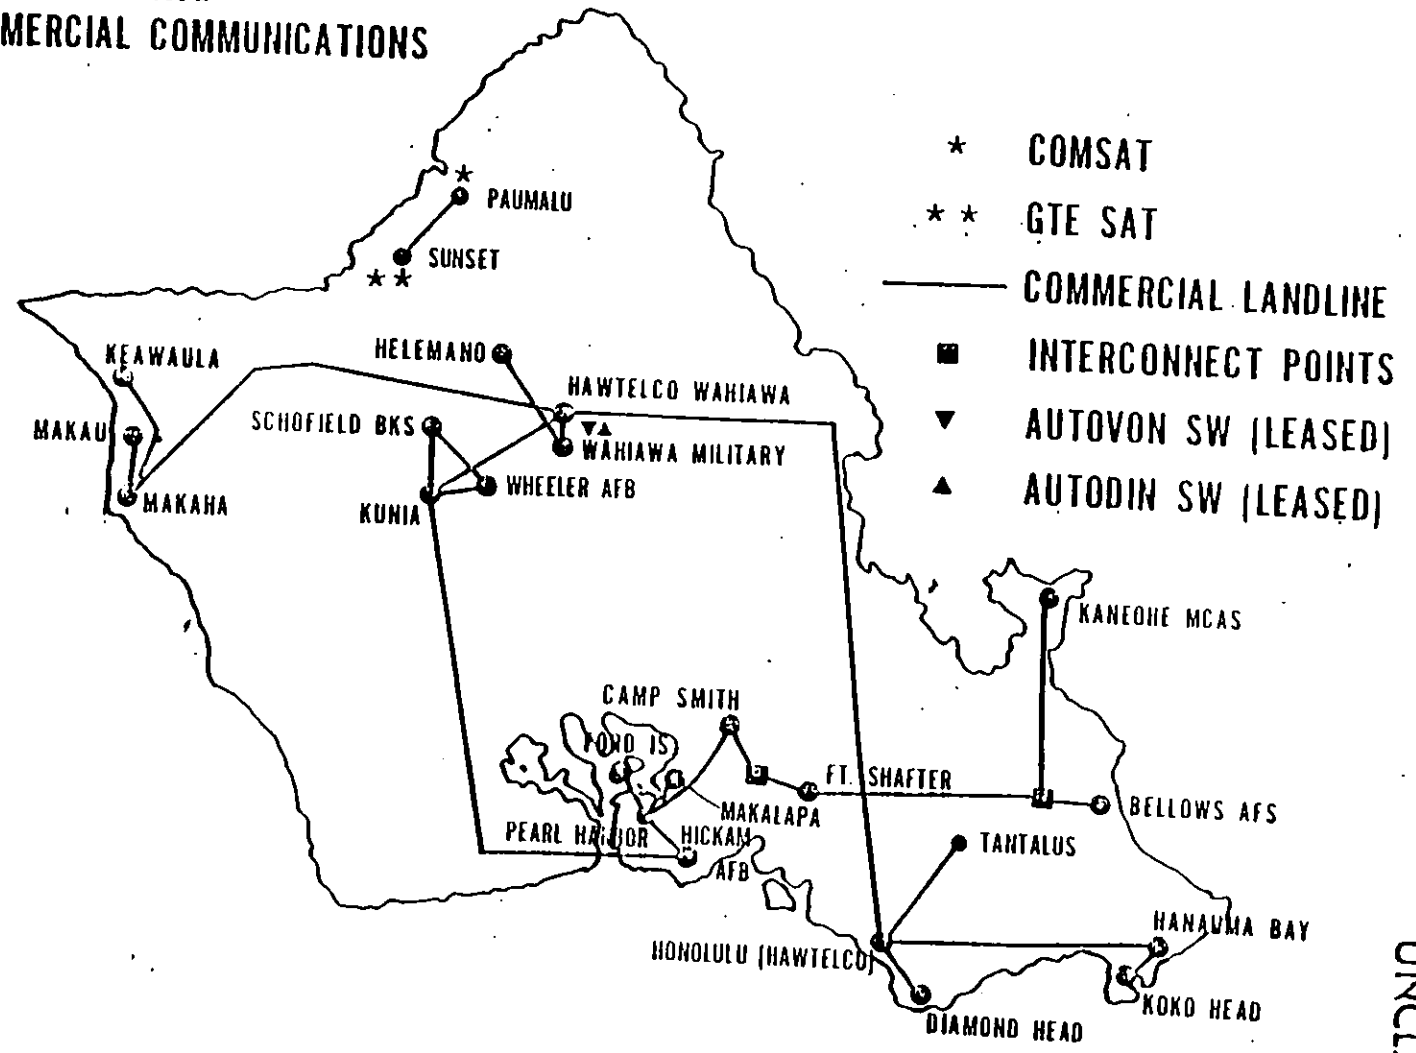 MERCIAL COMMUNICATIONS
* COMSAT
* * GTE SAT
COMMERCIAL LANDLINE
INTERCONNECT POINTS
AUTOVON SW (LEASED)
AUTODIN SW (LEASED)
*
PAUMALU
SUNSET
* *
KEAWAULA
HELEMANO
HAWTELCO WAHIAWA
MAKAU
SCHOFIELD BKS
WAHIAWA MILITARY
WHEELER AFB
MAKAHA
KUNIA
KANEOHE MCAS
CAMP SMITH
IS
FT. SHAFTER
MAKALAPA
BELLOWS AFS
PEARL HARBOR
HICKAM
AFB
TANTALUS
HANAUMA BAY
HONOLULU (HAWTELCO)
KOKO HEAD
DIAMOND HEAD